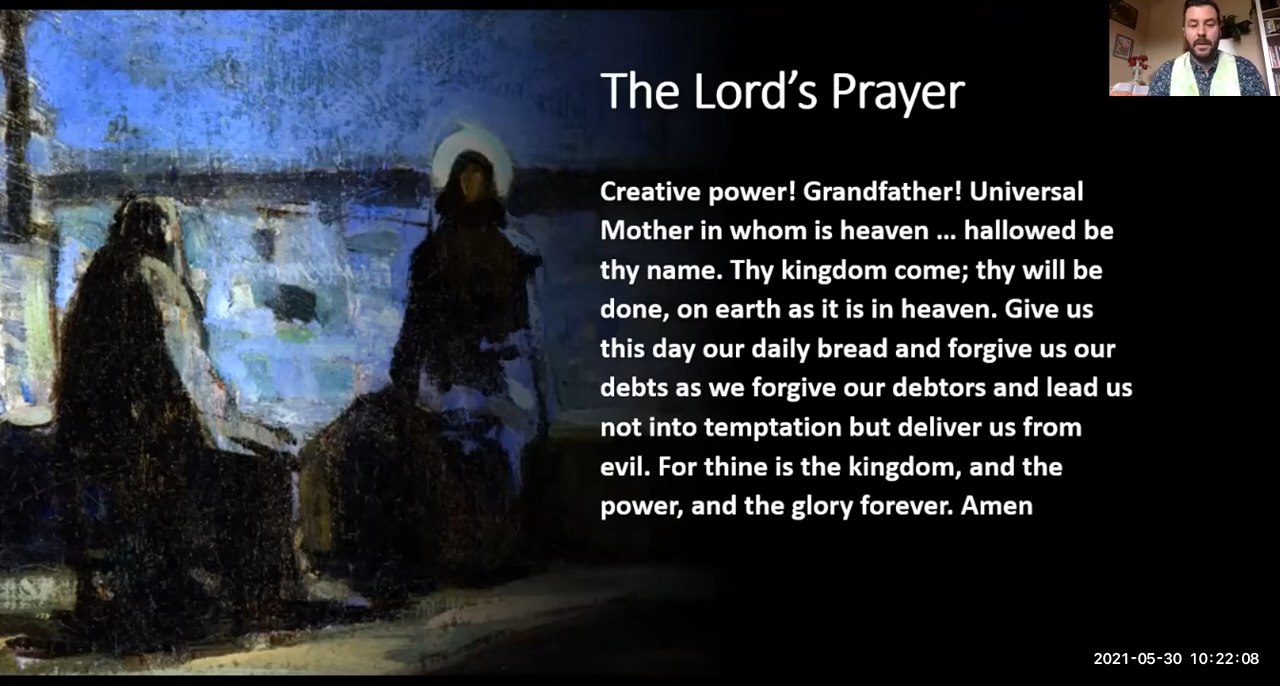 The Lord’s Prayer
Creative power! Grandfather! Universal
Mother in whom is heaven ... hallowed be
thy name. Thy kingdom come; thy will be
done, on earth as it is in heaven. Give us
this day our daily bread and forgive us our
debts as we forgive our debtors and lead us
not into temptation but deliver us from
evil. For thine is the kingdom, and the
power, and the glory forever. Amen
2021-05-30 10:22:08